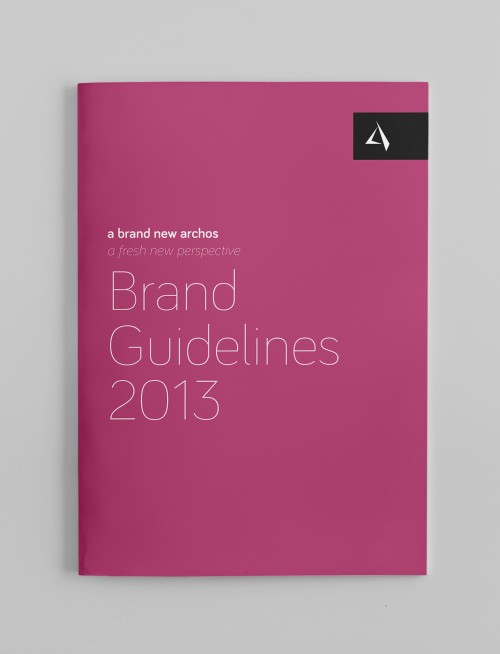 a brand new archos
a fresh new perspective
Brand
Guidelines
2013